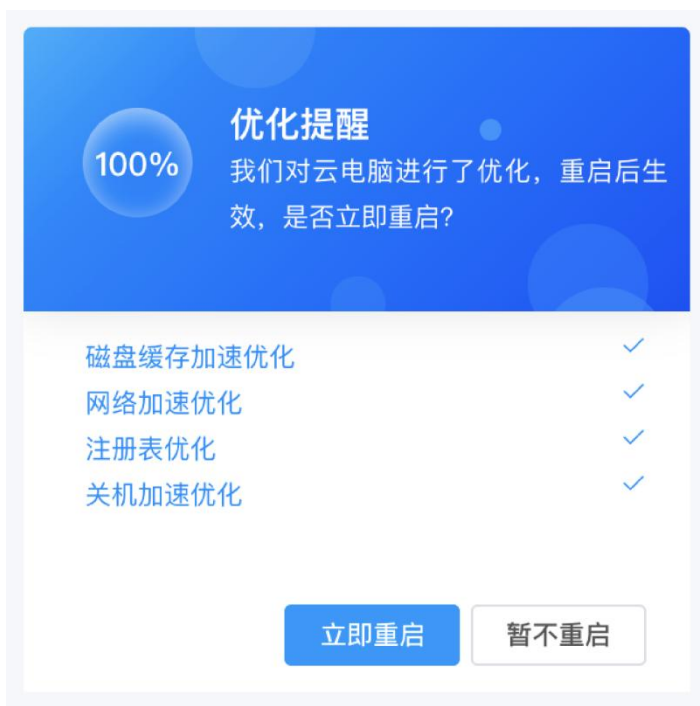 优化提醒
100%
我们对云电脑进行了优化，重启后生
效，是否立即重启?
磁盘缓存加速优化
网络加速优化
注册表优化
关机加速优化
立即重启
暂不重启